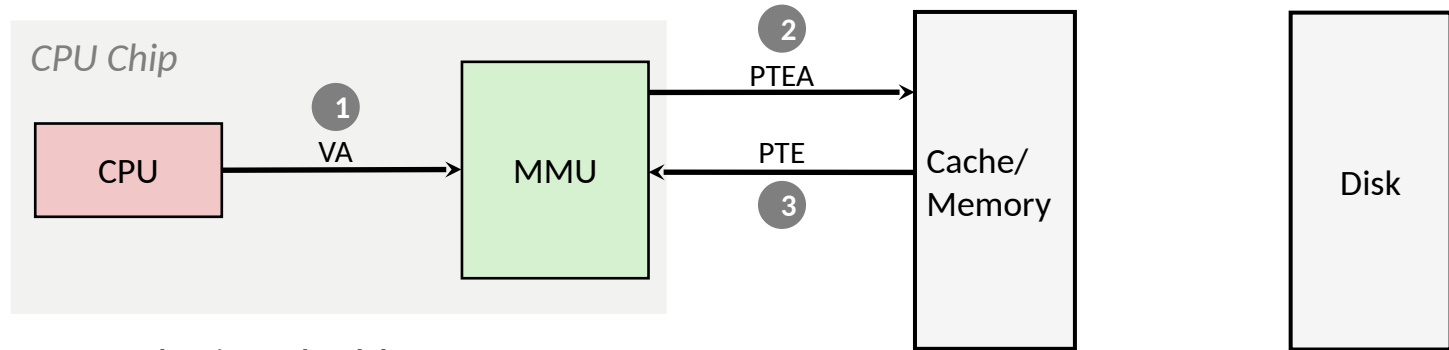 CPU Chip
1
VA
CPU
MMU
2
PTEA
PTE
3
Cache/
Memory
Disk